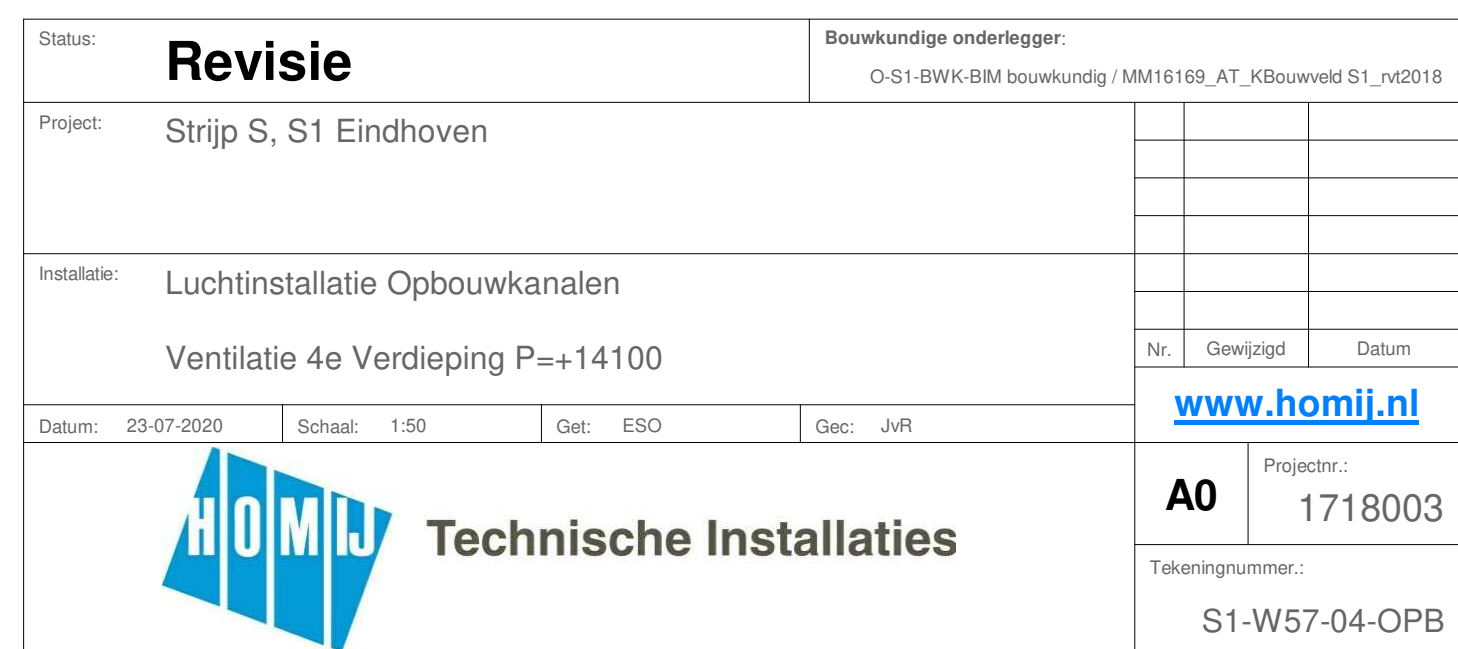 Status:
Revisie
Bouwkundige onderlegger:
O-S1-BWK-BIM bouwkundig / MM16169_AT_KBouwveld S1_rvt2018
Project:
Strijp S, S1 Eindhoven
Installatie:
Luchtinstallatie Opbouwkanalen
Ventilatie 4e Verdieping P=+14100
Nr. Gewijzigd Datum
www.homij.nl
Datum: 23-07-2020 Schaal: 1:50 Get: ESO Gec: JvR
HOMIJ Technische Installaties
A0
Projectnr.:
1718003
Tekeningnummer.:
S1-W57-04-OPB